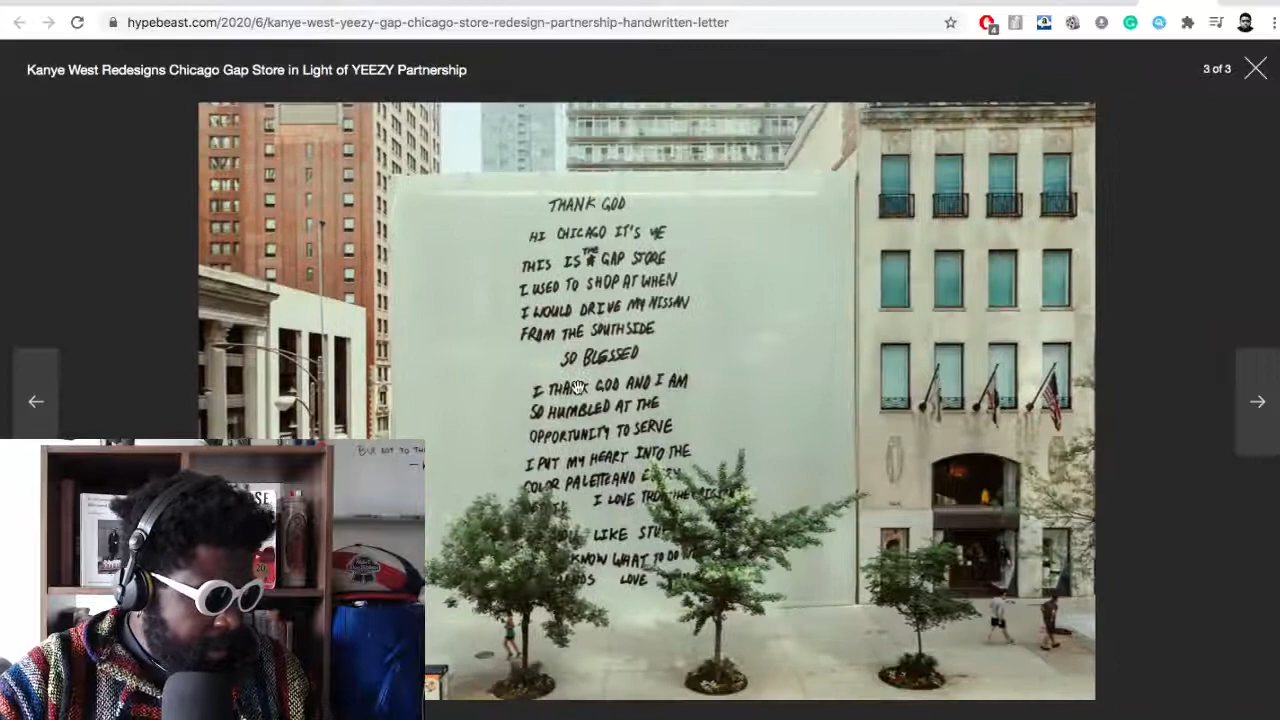 hypebeast.com/2020/6/kanye-west-yeezy-gap-chicago-store-redesign-partnership-handwritten-letter
4
Kanye West Redesigns Chicago Gap Store in Light of YEEZY Partnership
3 of 3
THANK GOD
HI CHICAGO IT'S YE
THIS IS THE GAP STORE
I USED TO SHOP AT WHEN
I WOULD DRIVE MY NISSAN
FROM THE SOUTHSIDE
SO BLESSED
I THANK GOD AND I AM
SO HUMBLED AT THE
OPPORTUNITY TO SERVE
I PUT MY HEART INTO THE
COLOR PALETTE AND
I LOVE
LIKE
KNOW WHAT TO DO
LOVE
BUT NOT TO